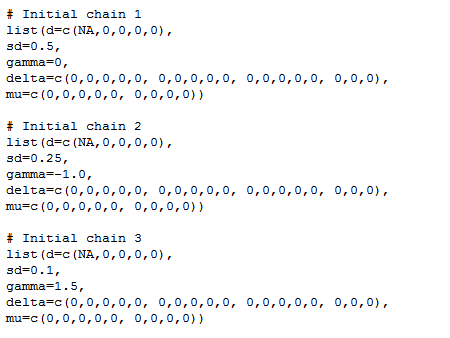 # Initial chain 1
list(d=c(NA,0,0,0,0),
sd=0.5,
gamma=0,
delta=c(0,0,0,0,0, 0,0,0,0,0, 0,0,0,0,0, 0,0,0),
mu=c(0,0,0,0,0, 0,0,0,0))
# Initial chain 2
list(d=c(NA,0,0,0,0),
sd=0.25,
gamma=-1.0,
delta=c(0,0,0,0,0, 0,0,0,0,0, 0,0,0,0,0, 0,0,0),
mu=c(0,0,0,0,0, 0,0,0,0))
# Initial chain 3
list(d=c(NA,0,0,0,0),
sd=0.1,
gamma=1.5,
delta=c(0,0,0,0,0, 0,0,0,0,0, 0,0,0,0,0, 0,0,0),
mu=c(0,0,0,0,0, 0,0,0,0))